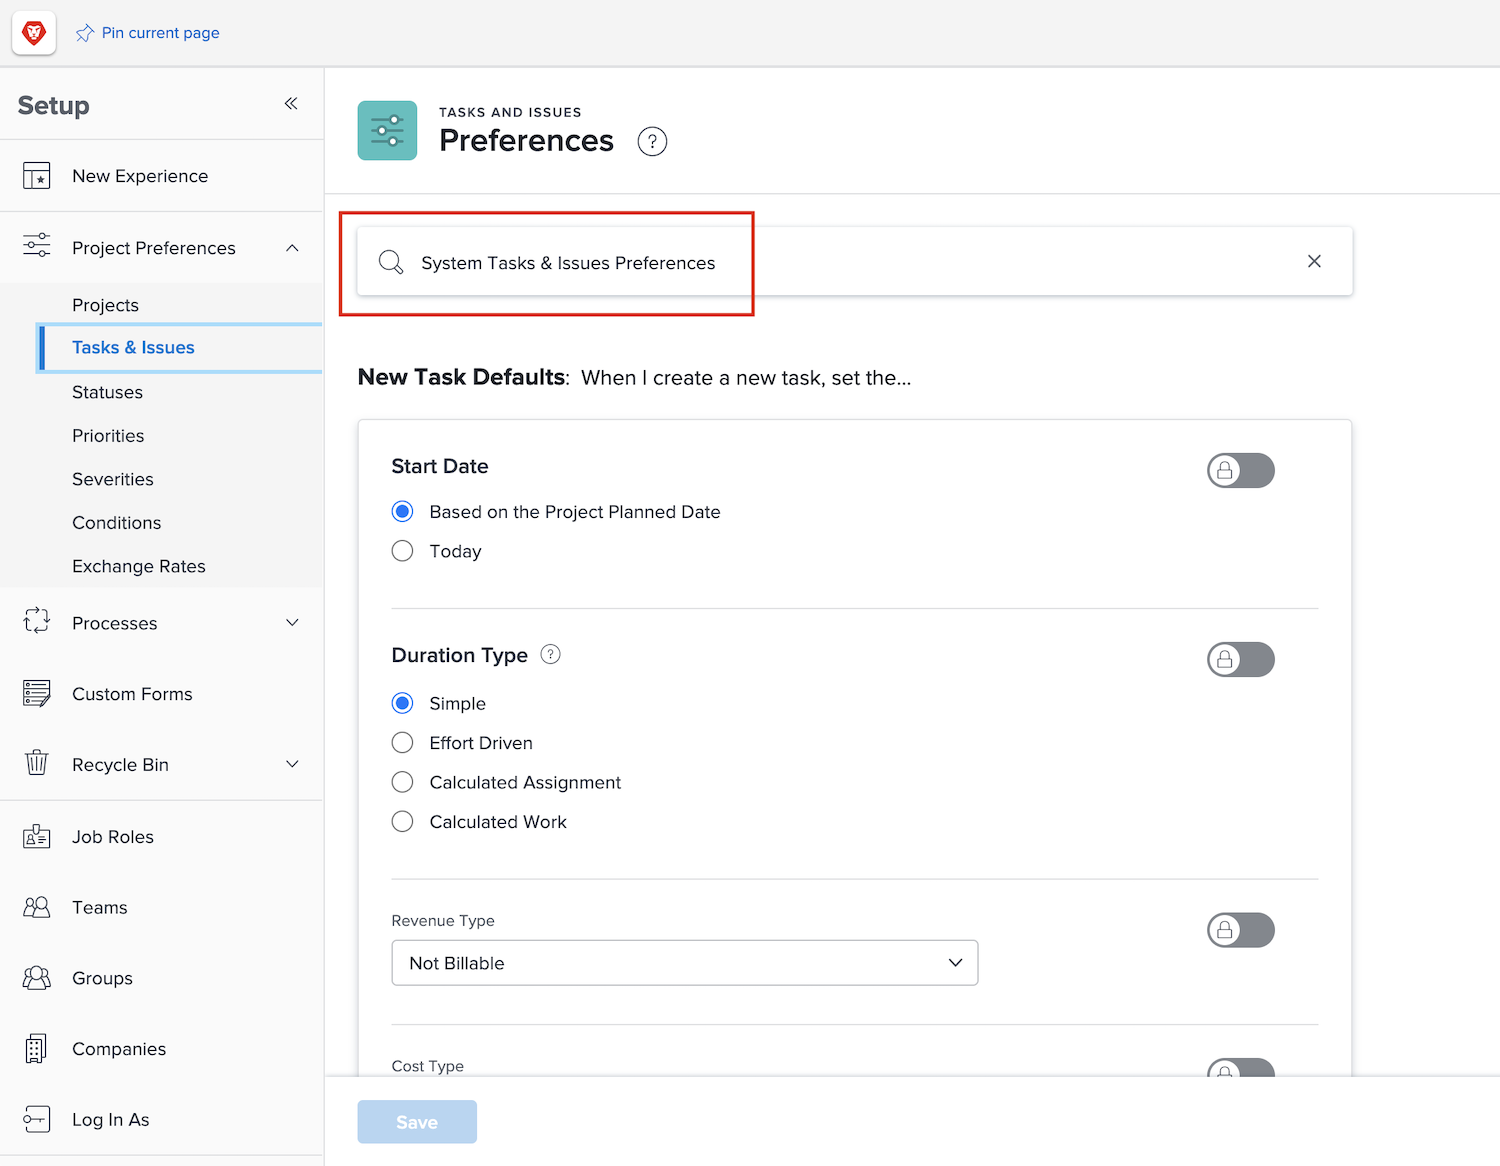 Pin current page
Setup
New Experience
Project Preferences
Projects
Tasks & Issues
Statuses
Priorities
Severities
Conditions
Exchange Rates
Processes
Custom Forms
Recycle Bin
Job Roles
Teams
Groups
Companies
Log In As
TASKS AND ISSUES
Preferences ?
System Tasks & Issues Preferences
New Task Defaults: When I create a new task, set the...
Start Date
Based on the Project Planned Date
Today
Duration Type ?
Simple
Effort Driven
Calculated Assignment
Calculated Work
Revenue Type
Not Billable
Cost Type
Save